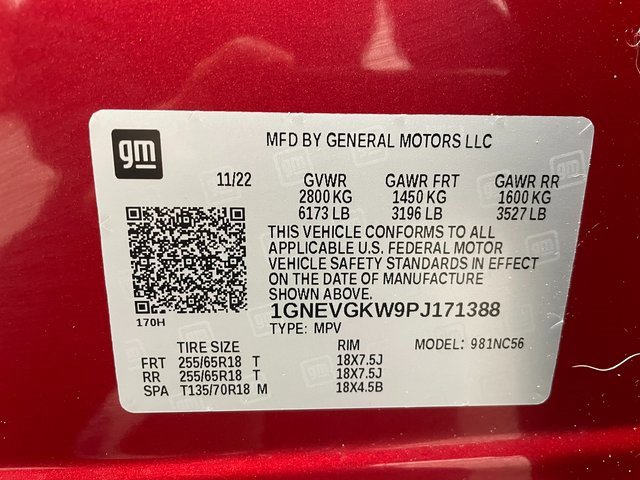 gm
MFD BY GENERAL MOTORS LLC
11/22 GVWR GAWR FRT GAWR RR
2800 KG 1450 KG 1600 KG
6173 LB 3196 LB 3527 LB
THIS VEHICLE CONFORMS TO ALL
APPLICABLE U.S. FEDERAL MOTOR
VEHICLE SAFETY STANDARDS IN EFFECT
ON THE DATE OF MANUFACTURE
SHOWN ABOVE.
1GNEVGKW9PJ171388
170H
TYPE: MPV
TIRE SIZE RIM MODEL: 981NC56
FRT 255/65R18 T 18X7.5J
RR 255/65R18 T 18X7.5J
SPA T135/70R18 M 18X4.5B